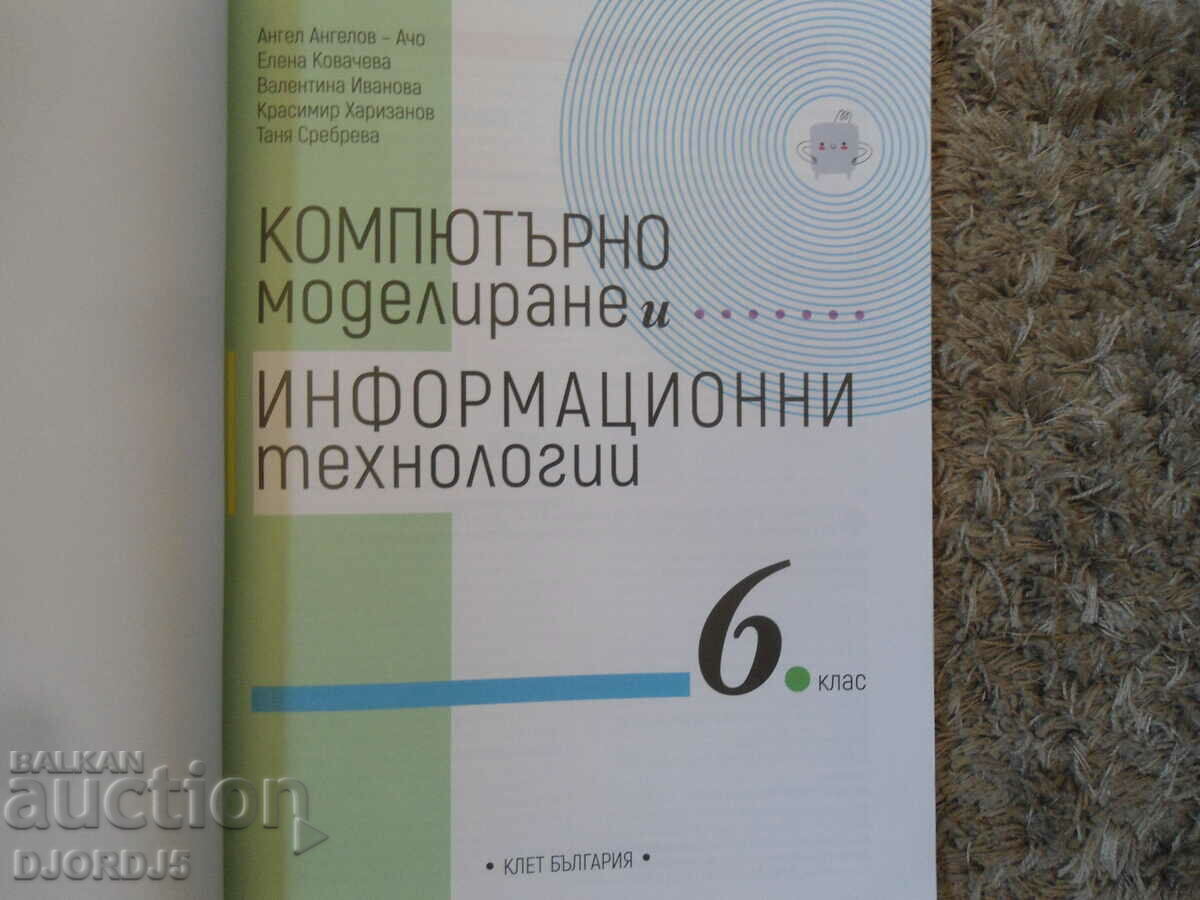 Ангел Ангелов – Ачо
Елена Ковачева
Валентина Иванова
Красимир Харизанов
Таня Сребрева
КОМПЮТЪРНО
моделиране и
ИНФОРМАЦИОННИ
технологии
6. клас
• КЛЕТ БЪЛГАРИЯ •
BALKAN
auction
DJORDJ5